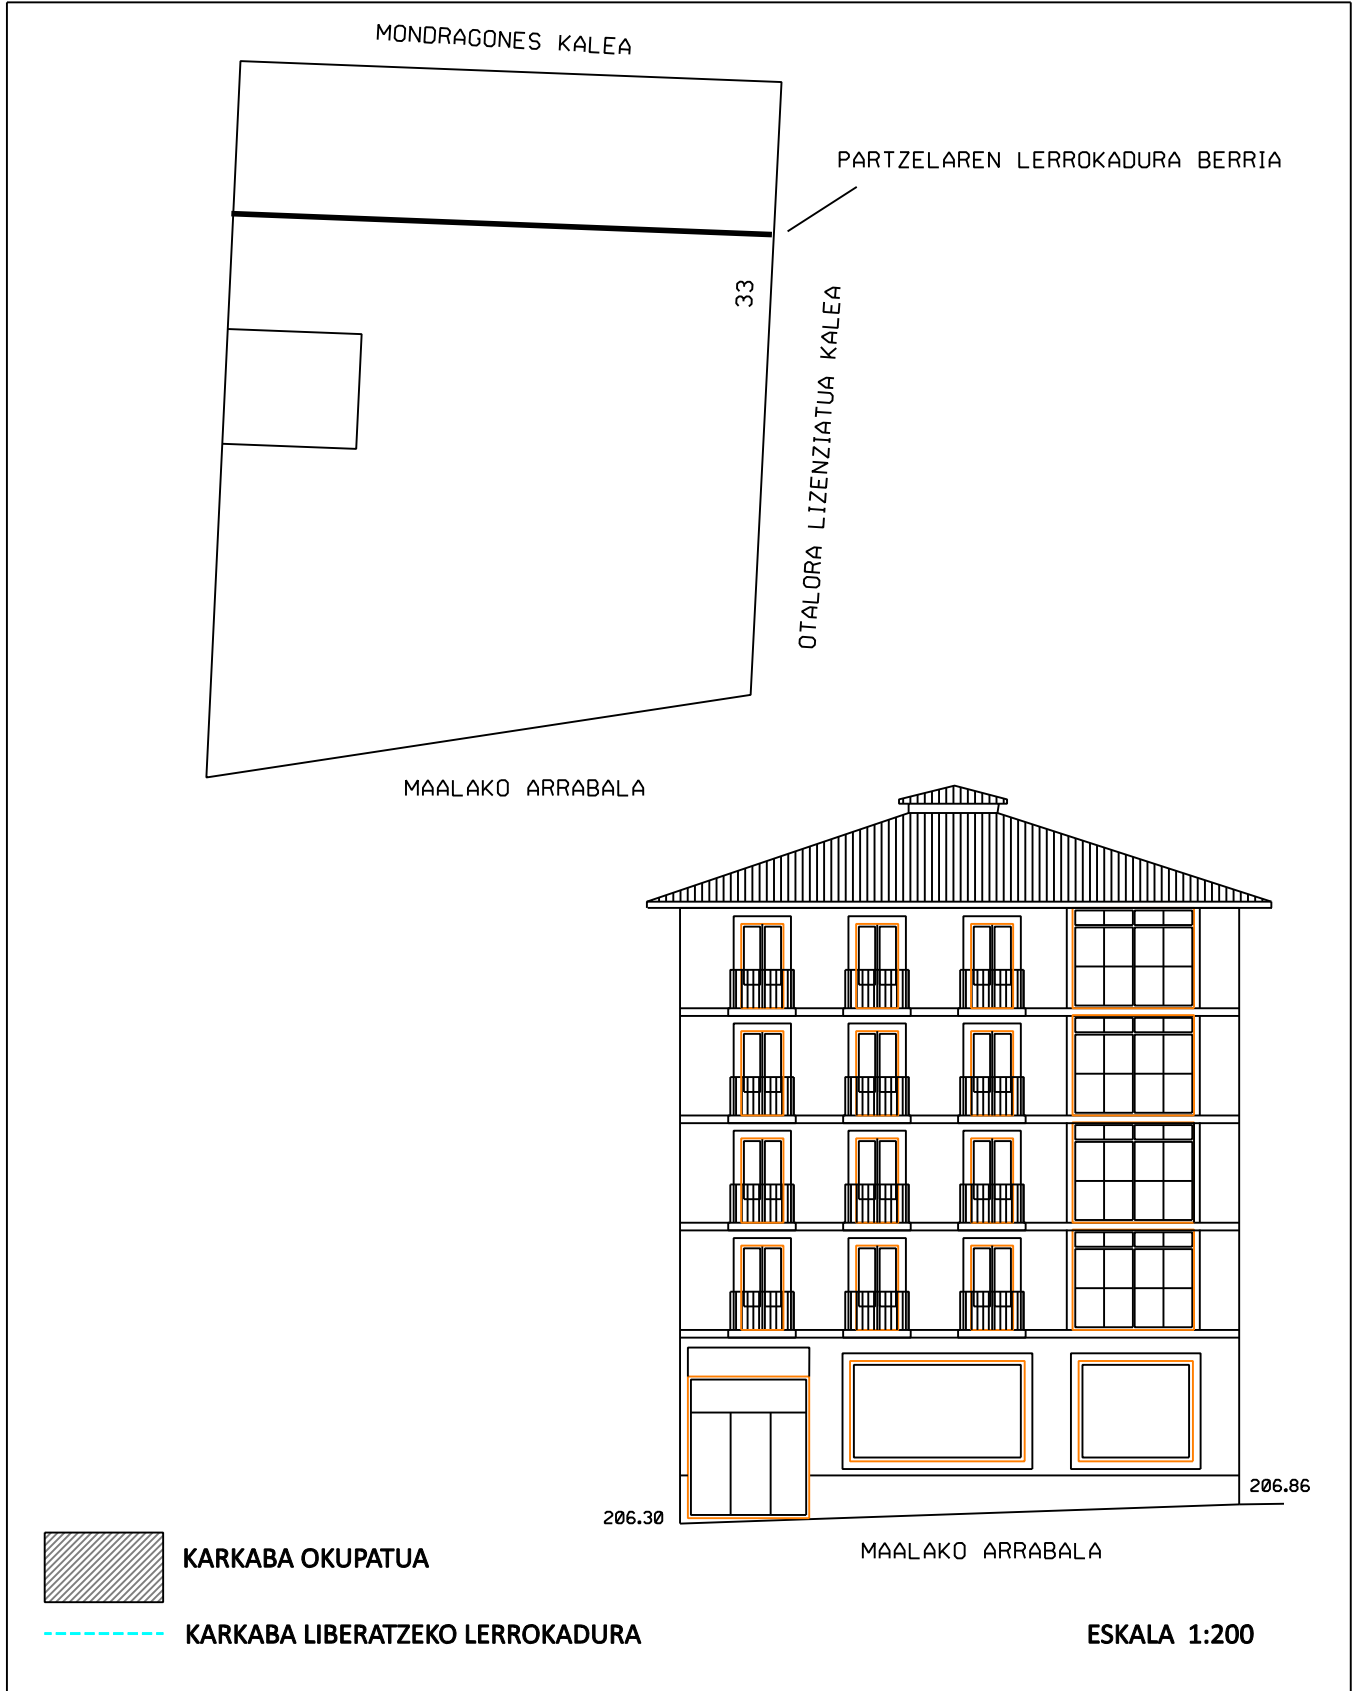 MONDRAGONES KALEA
PARTZELAREN LERROKADURA BERRIA
33
OTALORA LIZENZIATUA KALEA
MAALAKO ARRABALA
206.86
206.30
MAALAKO ARRABALA
KARKABA OKUPATUA
KARKABA LIBERATZEKO LERROKADURA
ESKALA 1:200